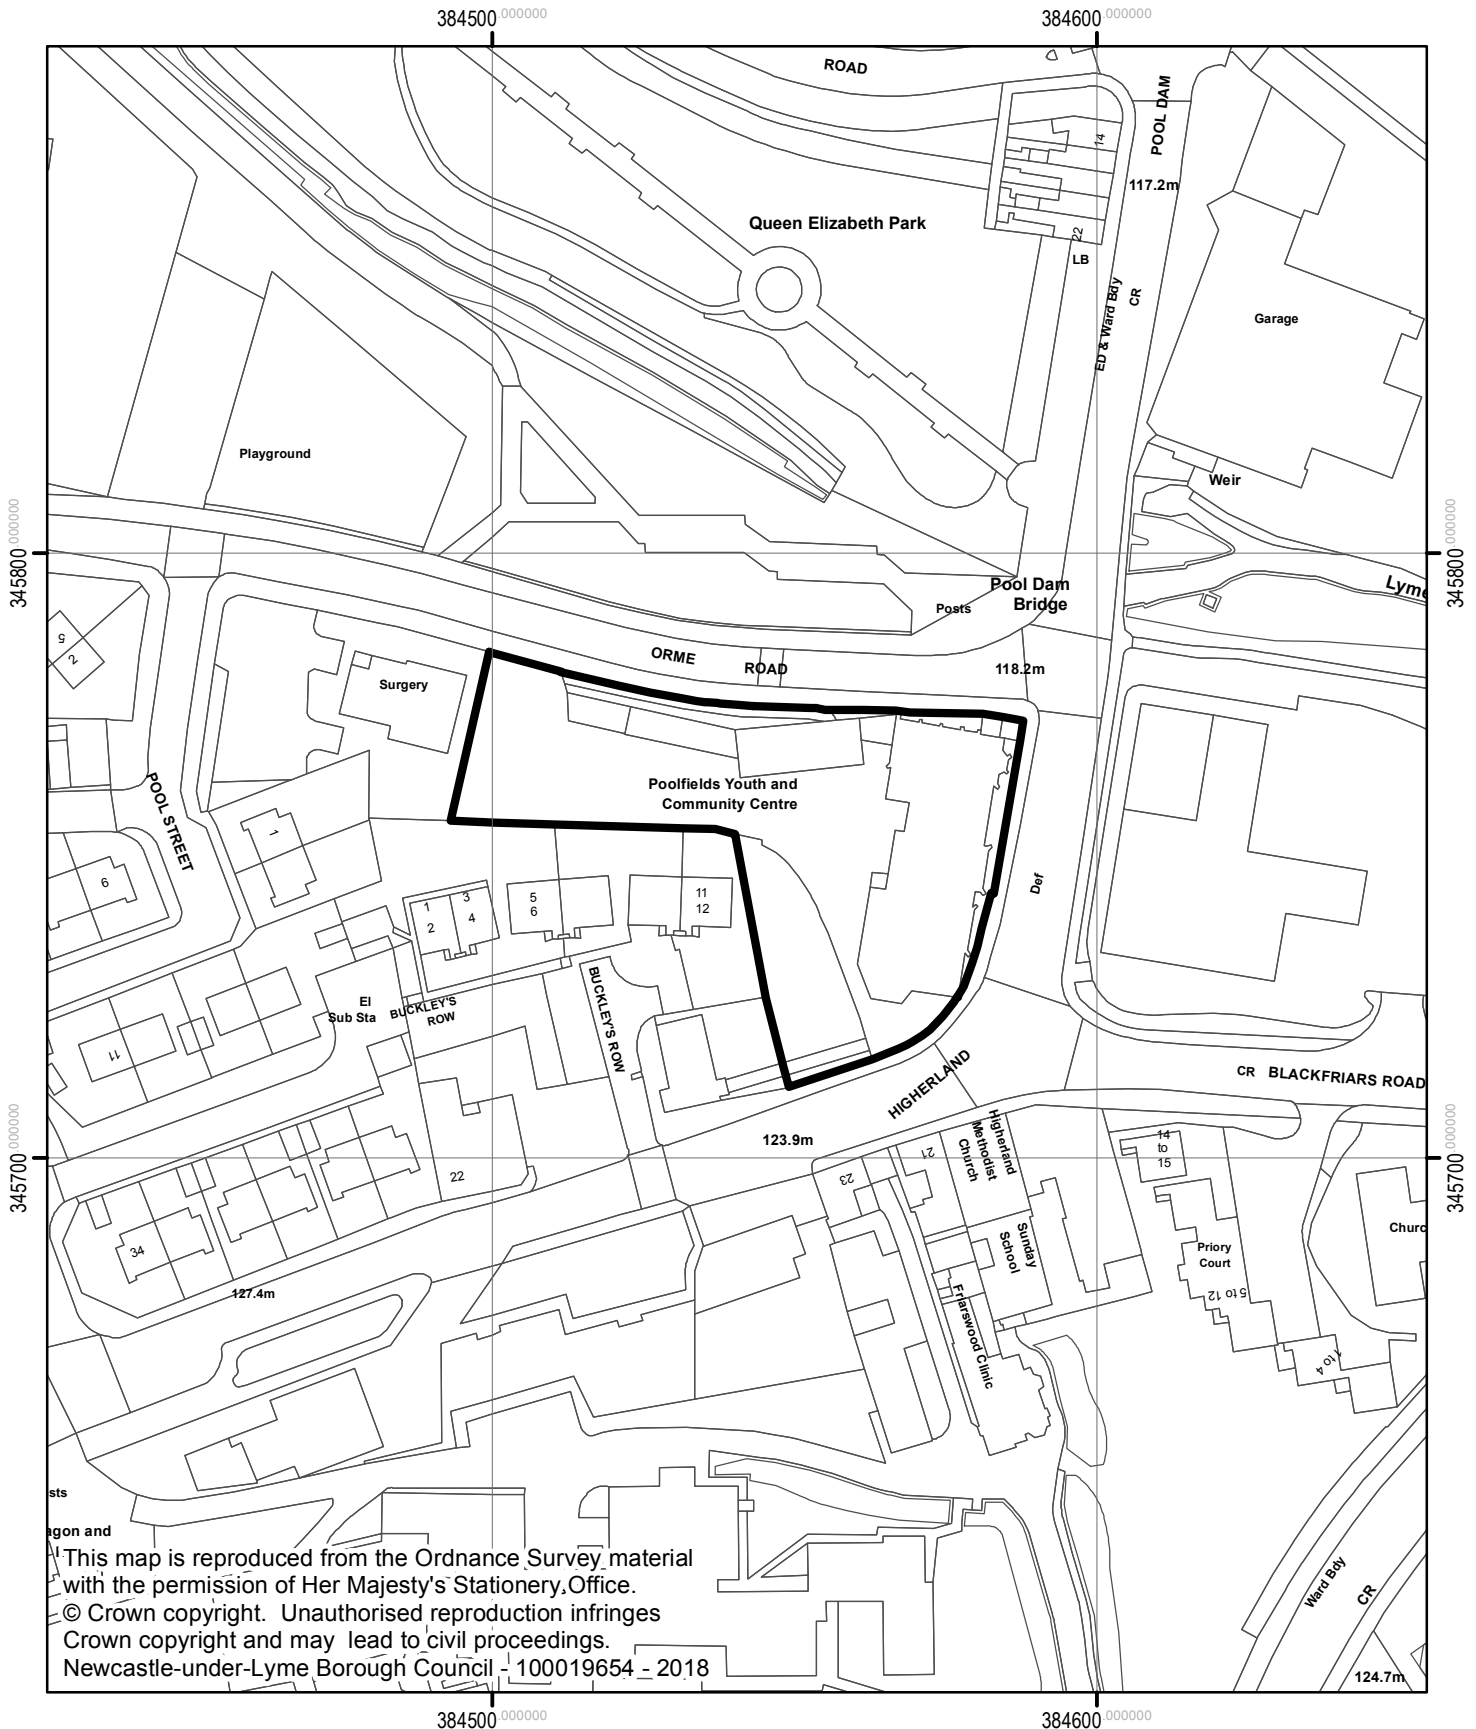 384500.000000
384600.000000
ROAD
POOL DAM
14
117.2m
Queen Elizabeth Park
22
LB
ED & Ward Bdy
CR
Garage
Playground
Weir
345800.000000
345800.000000
Pool Dam
Bridge
Lyme
Posts
5
2
ORME
ROAD
118.2m
Surgery
POOL STREET
Poolfields Youth and
Community Centre
1
6
Def
1
2
3
4
5
6
11
12
El
Sub Sta
BUCKLEY'S
ROW
BUCKLEY'S ROW
11
HIGHERLAND
CR
BLACKFRIARS ROAD
123.9m
Higherland
Methodist
Church
21
23
14
to
15
345700.000000
345700.000000
22
34
Sunday
School
Priory
Court
Churc
127.4m
5 to 12
Friarswood Clinic
1 to 4
sts
agon and
Ward Bdy
CR
This map is reproduced from the Ordnance Survey material
with the permission of Her Majesty's Stationery Office.
© Crown copyright. Unauthorised reproduction infringes
Crown copyright and may lead to civil proceedings.
Newcastle-under-Lyme Borough Council - 100019654 - 2018
124.7m
384500.000000
384600.000000